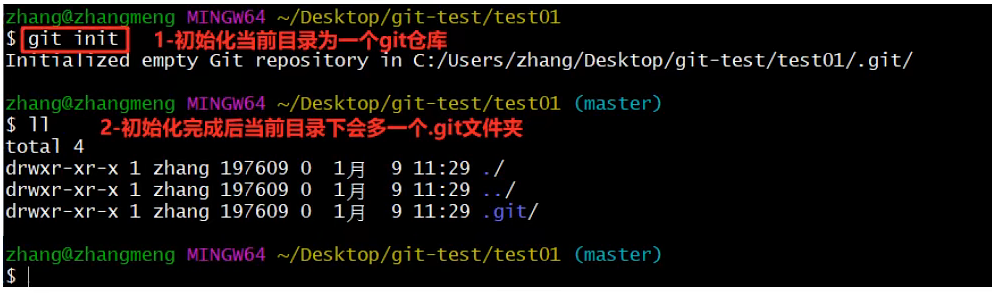 zhang@zhangmeng MINGW64 ~/Desktop/git-test/test01
$ git init 1-初始化当前目录为一个git仓库
Initialized empty Git repository in C:/Users/zhang/Desktop/git-test/test01/.git/
zhang@zhangmeng MINGW64 ~/Desktop/git-test/test01 (master)
$ ll 2-初始化完成后当前目录下会多一个.git文件夹
total 4
drwxr-xr-x 1 zhang 197609 0 1月 9 11:29 ./
drwxr-xr-x 1 zhang 197609 0 1月 9 11:29 ../
drwxr-xr-x 1 zhang 197609 0 1月 9 11:29 .git/
zhang@zhangmeng MINGW64 ~/Desktop/git-test/test01 (master)
$